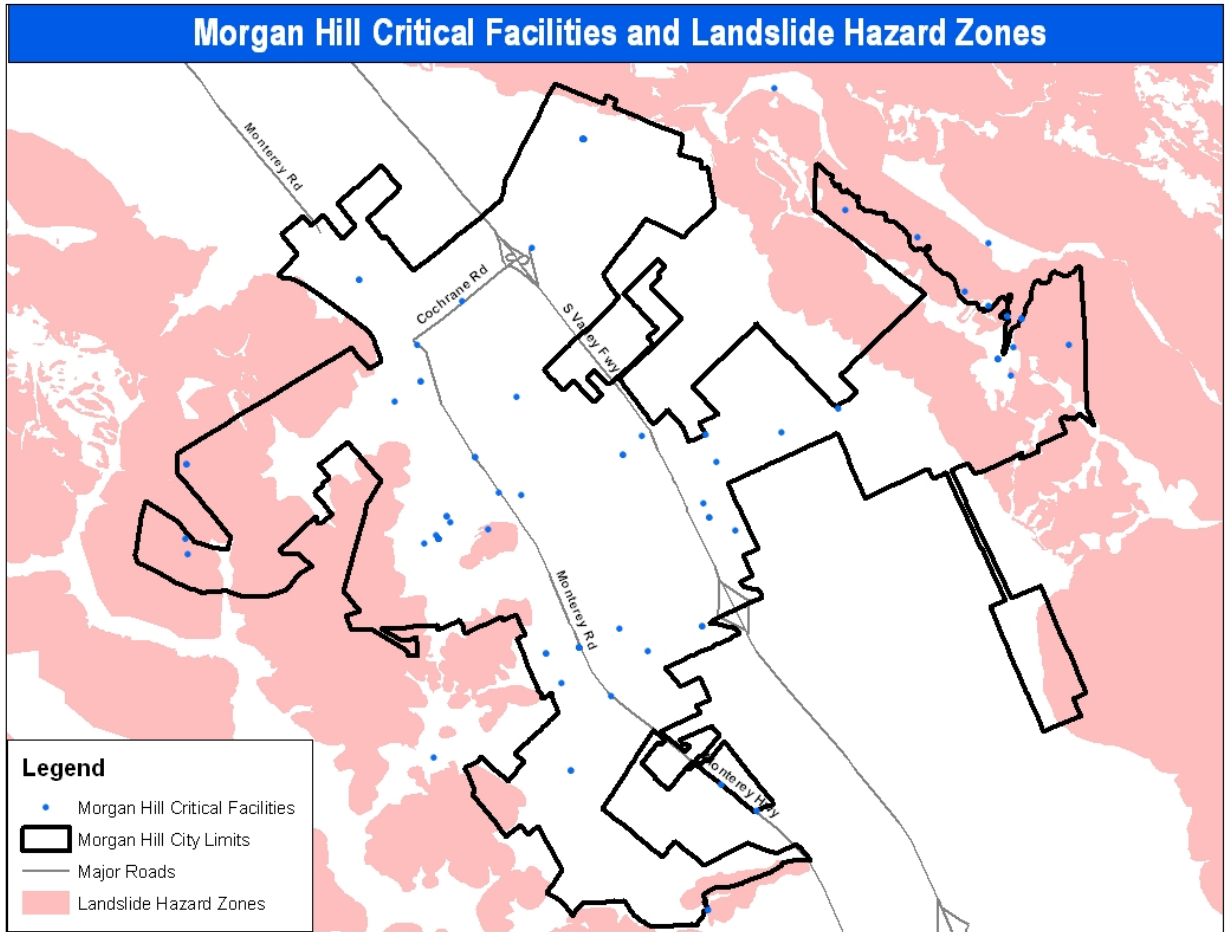 Morgan Hill Critical Facilities and Landslide Hazard Zones
Monterey Rd
Cochrane Rd
S Valley Fwy
Monterey Rd
Monterey Hwy
Legend
Morgan Hill Critical Facilities
Morgan Hill City Limits
Major Roads
Landslide Hazard Zones